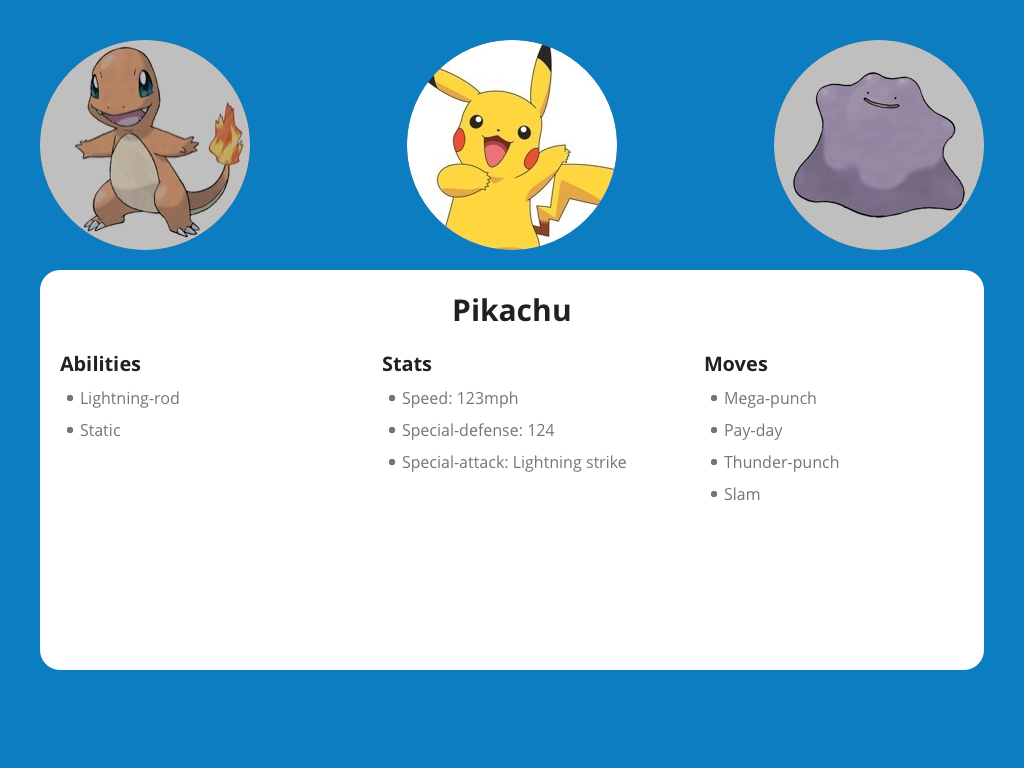 Pikachu
Abilities
Lightning-rod
Static
Stats
Speed: 123mph
Special-defense: 124
Special-attack: Lightning strike
Moves
Mega-punch
Pay-day
Thunder-punch
Slam